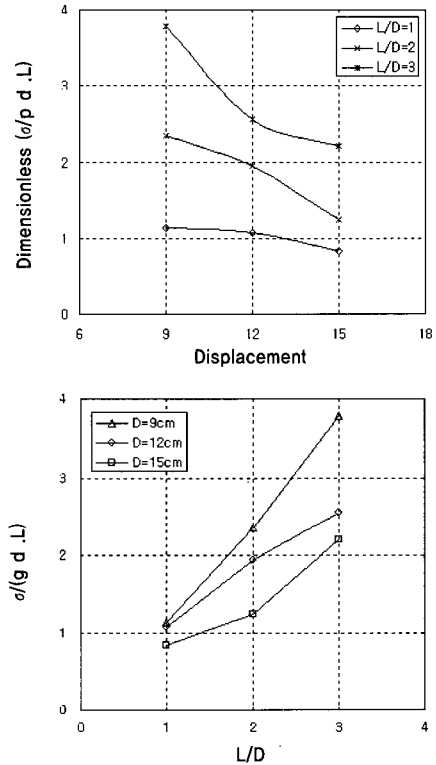 4
3
2
1
0
Dimensionless (σ/p d .L)
L/D=1
L/D=2
L/D=3
6
9
12
15
18
Displacement
4
3
2
1
0
σ/(g d .L)
D=9cm
D=12cm
D=15cm
0
1
2
3
4
L/D